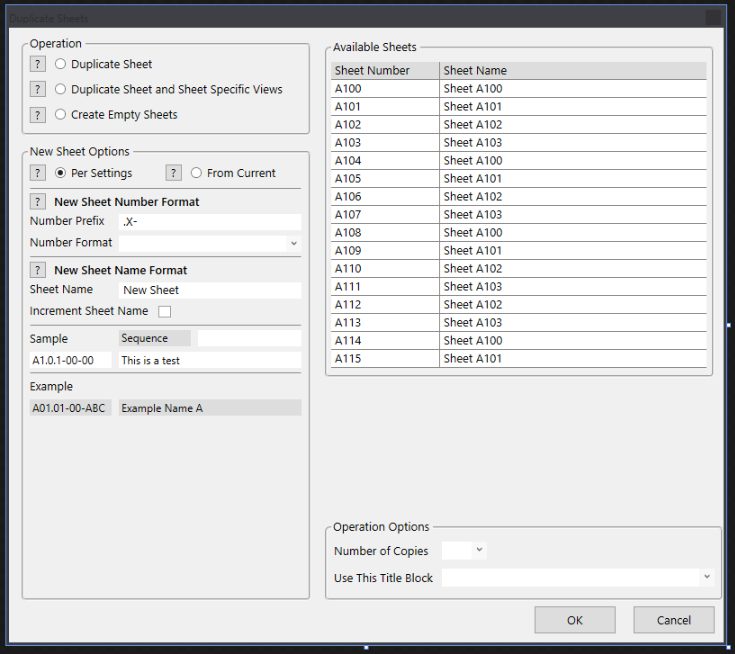 Duplicate Sheets
Operation
? Duplicate Sheet
? Duplicate Sheet and Sheet Specific Views
? Create Empty Sheets
New Sheet Options
? Per Settings ? From Current
? New Sheet Number Format
Number Prefix .X-
Number Format
? New Sheet Name Format
Sheet Name New Sheet
Increment Sheet Name
Sample Sequence
A1.0.1-00-00 This is a test
Example
A01.01-00-ABC Example Name A
Available Sheets
Sheet Number Sheet Name
A100 Sheet A100
A101 Sheet A101
A102 Sheet A102
A103 Sheet A103
A104 Sheet A100
A105 Sheet A101
A106 Sheet A102
A107 Sheet A103
A108 Sheet A100
A109 Sheet A101
A110 Sheet A102
A111 Sheet A103
A112 Sheet A102
A113 Sheet A103
A114 Sheet A100
A115 Sheet A101
Operation Options
Number of Copies
Use This Title Block
OK Cancel